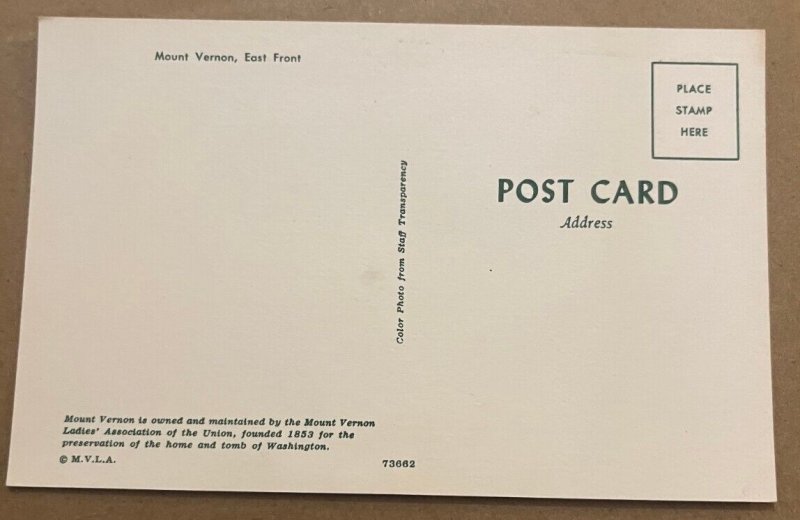 Mount Vernon, East Front
PLACE
STAMP
HERE
POST CARD
Address
Color Photo from Staff Transparency
Mount Vernon is owned and maintained by the Mount Vernon
Ladies' Association of the Union, founded 1853 for the
preservation of the home and tomb of Washington.
© M.V.L.A.
73662